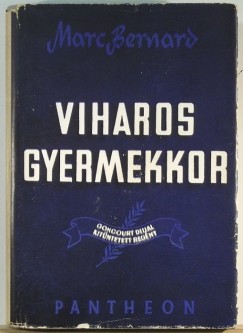 Marc Bernard
VIHAROS
GYERMEKKOR
GONCOURT DIJJAL
KITÜNTETETT REGÉNY
PANTHEON